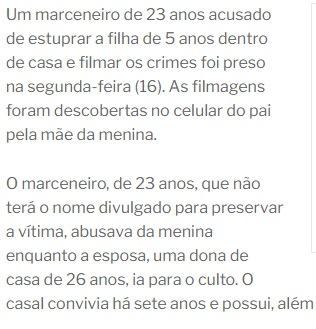 Um marceneiro de 23 anos acusado
de estuprar a filha de 5 anos dentro
de casa e filmar os crimes foi preso
na segunda-feira (16). As filmagens
foram descobertas no celular do pai
pela mãe da menina.
O marceneiro, de 23 anos, que não
terá o nome divulgado para preservar
a vítima, abusava da menina
enquanto a esposa, uma dona de
casa de 26 anos, ia para o culto. O
casal convivia há sete anos e possui, além